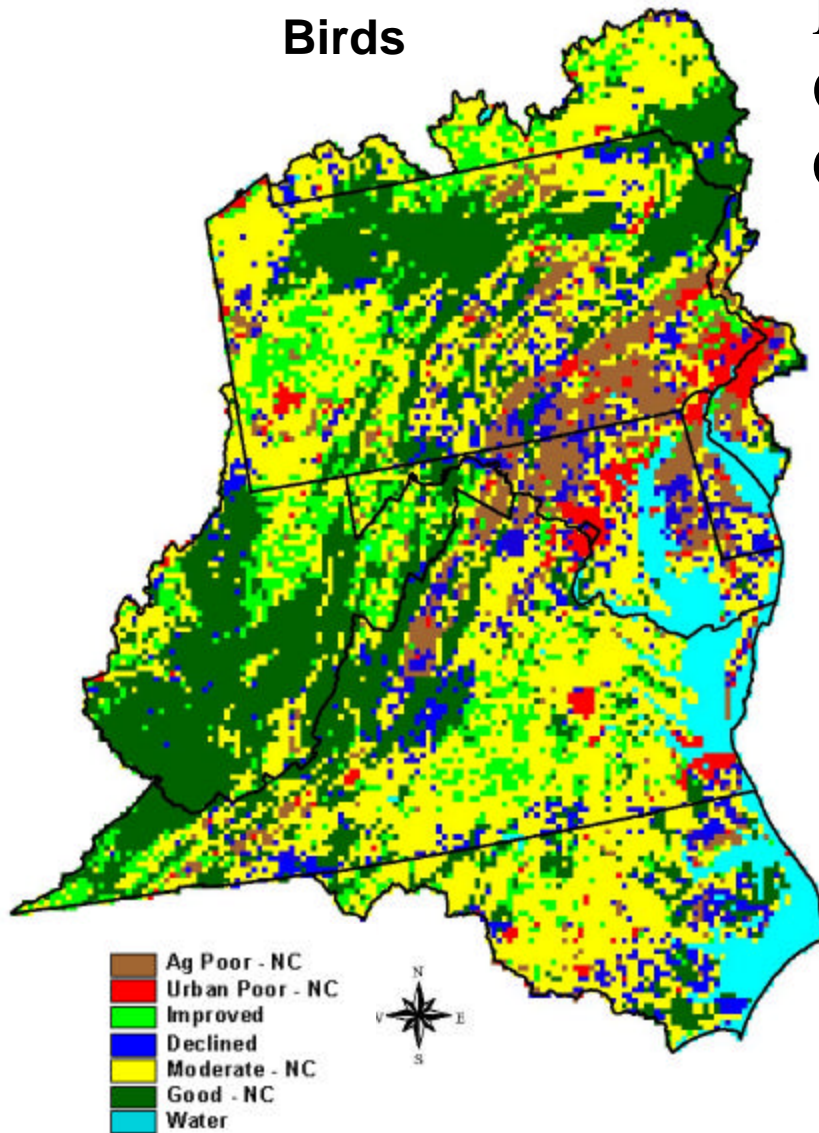 Birds
N
E
S
Ag Poor - NC
Urban Poor - NC
Improved
Declined
Moderate - NC
Good - NC
Water